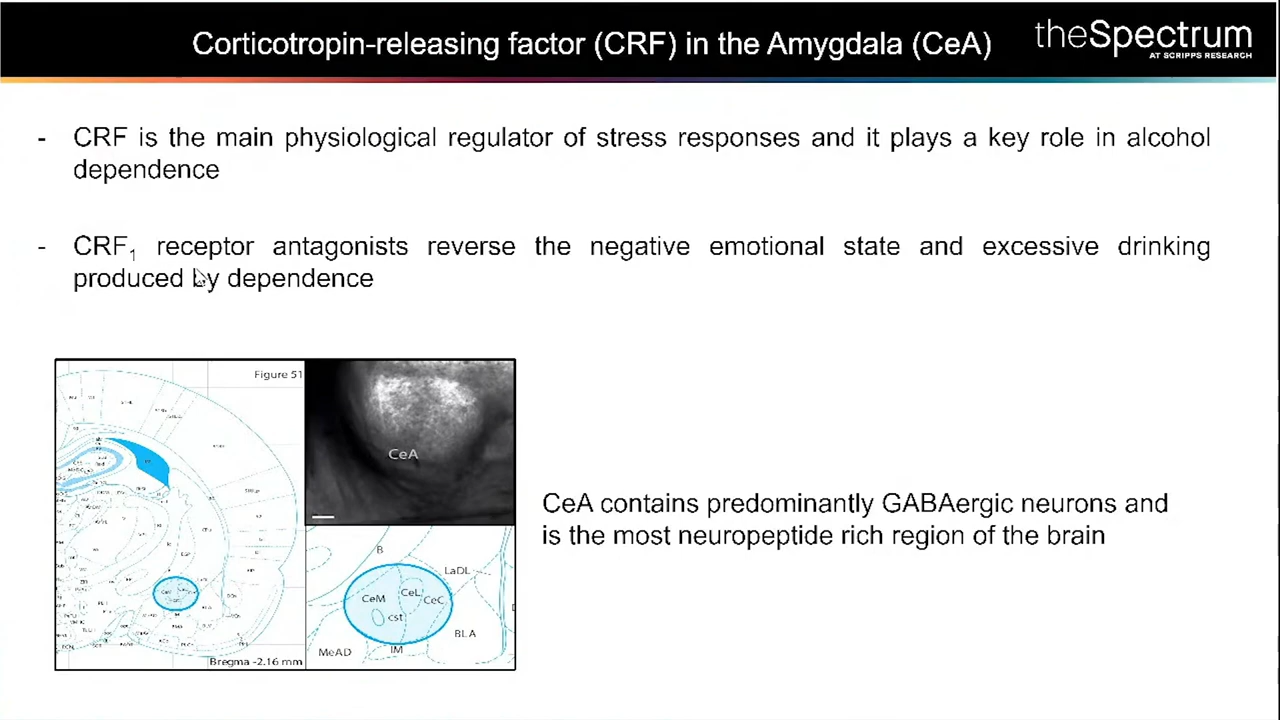 Corticotropin-releasing factor (CRF) in the Amygdala (CeA)
theSpectrum
AT SCRIPPS RESEARCH
- CRF is the main physiological regulator of stress responses and it plays a key role in alcohol
dependence
- CRF1 receptor antagonists reverse the negative emotional state and excessive drinking
produced by dependence
Figure 51
CeA
CeA contains predominantly GABAergic neurons and
is the most neuropeptide rich region of the brain
B
LaDL
CeM
CeL
CeC
cst
BLA
MeAD
IM
Bregma -2.16 mm